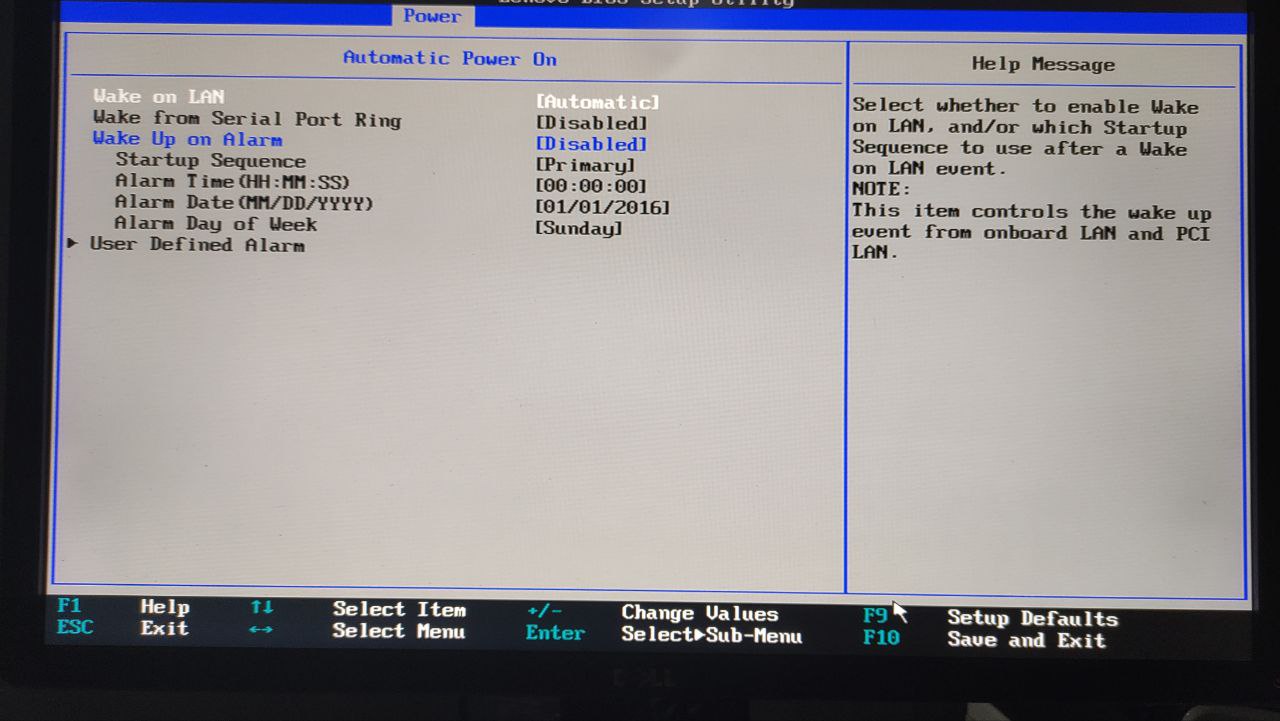 Lenovo BIOS Setup Utility
Power
Automatic Power On
Wake on LAN [Automatic]
Wake from Serial Port Ring [Disabled]
Wake Up on Alarm [Disabled]
Startup Sequence [Primary]
Alarm Time(HH:MM:SS) [00:00:00]
Alarm Date(MM/DD/YYYY) [01/01/2016]
Alarm Day of Week [Sunday]
▶ User Defined Alarm
Help Message
Select whether to enable Wake
on LAN, and/or which Startup
Sequence to use after a Wake
on LAN event.
NOTE:
This item controls the wake up
event from onboard LAN and PCI
LAN.
F1 Help ↑↓ Select Item +/- Change Values F9 Setup Defaults
ESC Exit ←→ Select Menu Enter Select▶Sub-Menu F10 Save and Exit
DELL